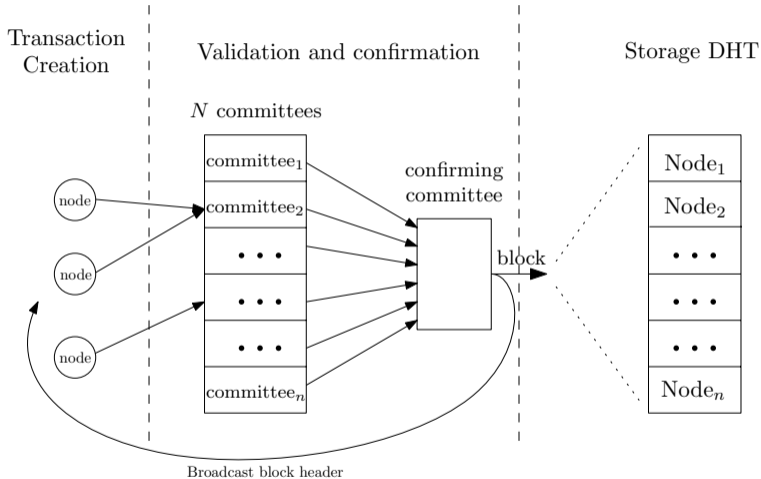 Transaction
Creation
Validation and confirmation
Storage DHT
N committees
committee₁
committee₂
• • •
• • •
• • •
committeeₙ
node
node
node
confirming
committee
block
Node₁
Node₂
• • •
• • •
• • •
Nodeₙ
Broadcast block header